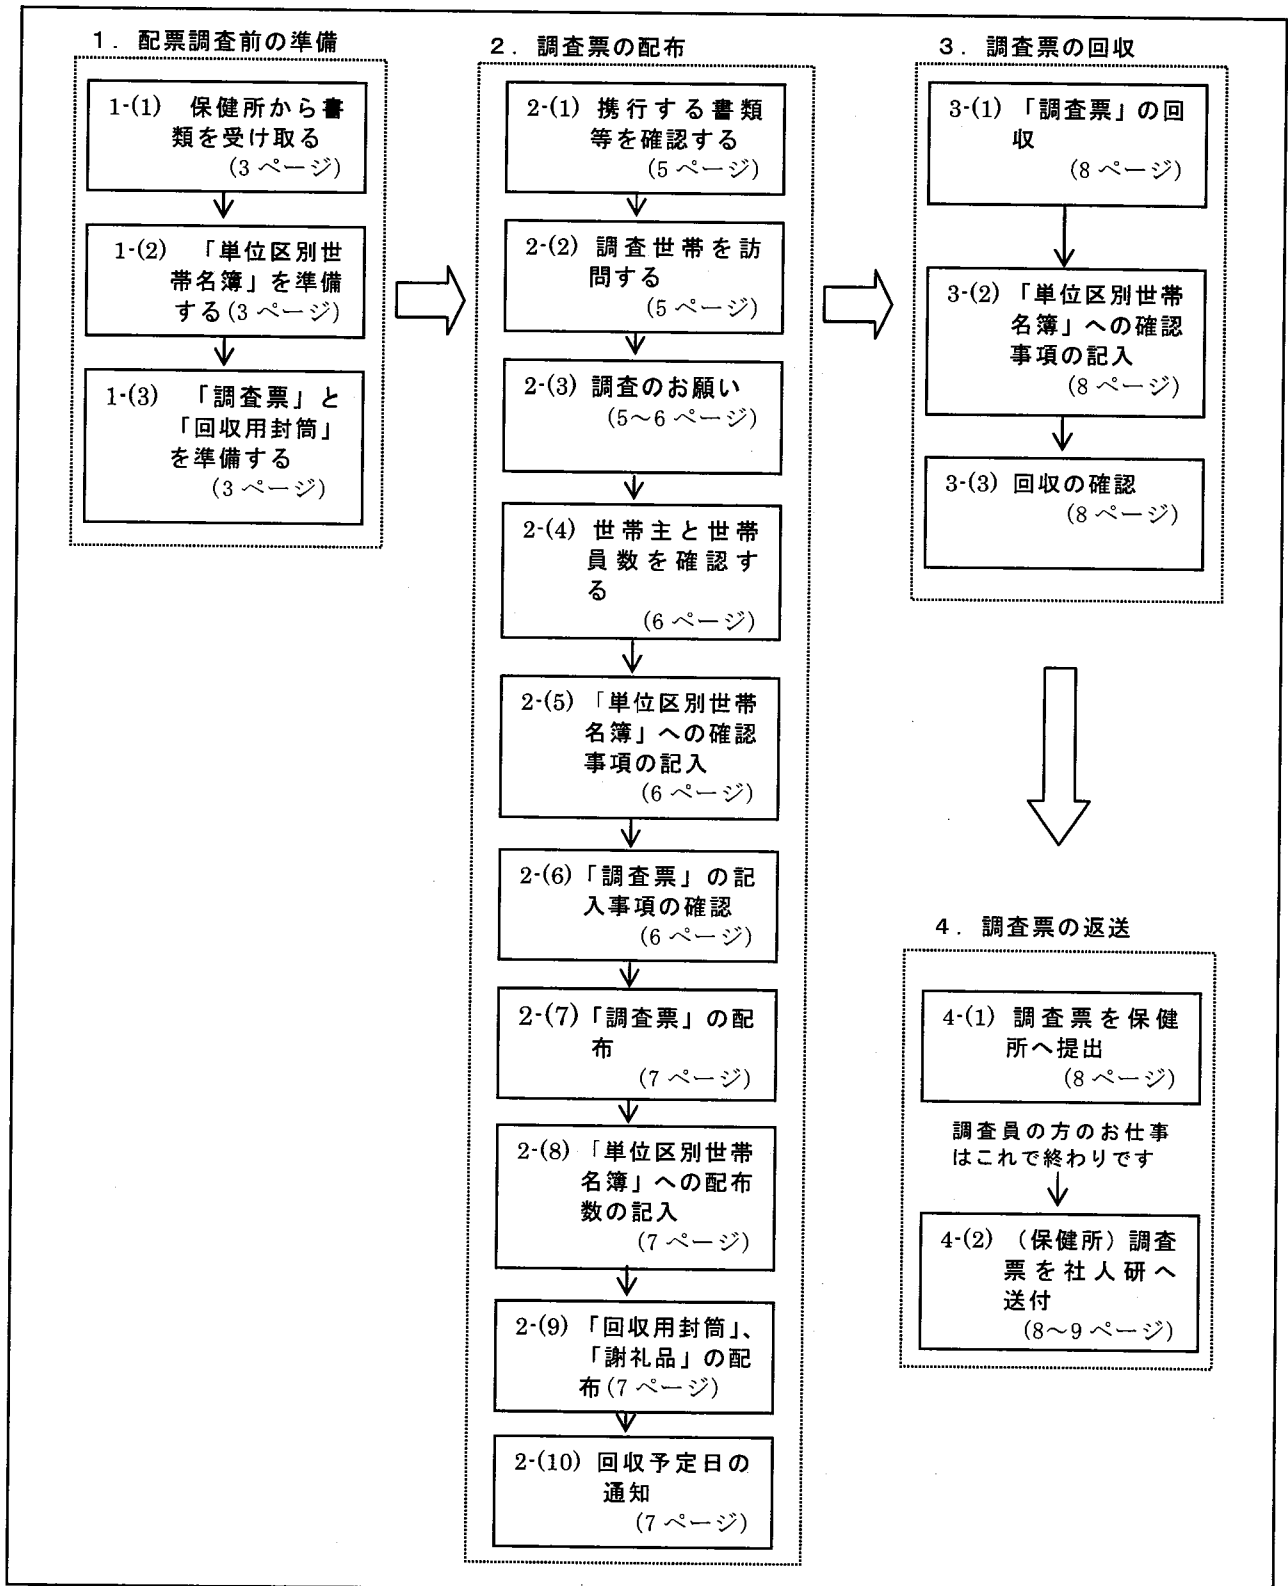 1．配票調査前の準備
1-(1)　保健所から書
類を受け取る
(3 ページ)
1-(2)　「単位区別世
帯名簿」を準備
する(3 ページ)
1-(3)　「調査票」と
「回収用封筒」
を準備する
(3 ページ)
2．調査票の配布
2-(1) 携行する書類
等を確認する
(5 ページ)
2-(2) 調査世帯を訪
問する
(5 ページ)
2-(3) 調査のお願い
(5～6 ページ)
2-(4) 世帯主と世帯
員数を確認す
る
(6 ページ)
2-(5) 「単位区別世帯
名簿」への確認
事項の記入
(6 ページ)
2-(6)「調査票」の記
入事項の確認
(6 ページ)
2-(7)「調査票」の配
布
(7 ページ)
2-(8) 「単位区別世帯
名簿」への配布
数の記入
(7 ページ)
2-(9) 「回収用封筒」、
「謝礼品」の配
布(7 ページ)
2-(10) 回収予定日の
通知
(7 ページ)
3．調査票の回収
3-(1) 「調査票」の回
収
(8 ページ)
3-(2) 「単位区別世帯
名簿」への確認
事項の記入
(8 ページ)
3-(3) 回収の確認
(8 ページ)
4．調査票の返送
4-(1) 調査票を保健
所へ提出
(8 ページ)
調査員の方のお仕事
はこれで終わりです
4-(2) （保健所）調査
票を社人研へ
送付
(8～9 ページ)